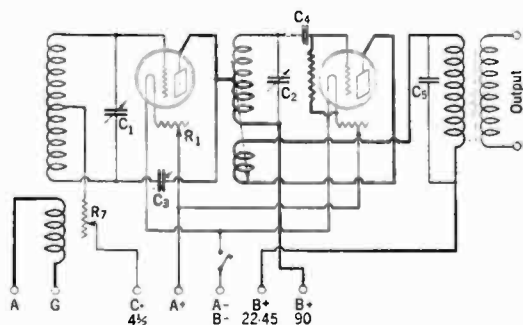 C4
C1
R1
C2
C5
Output
C3
R7
A G C- A+ A- B+ B+
4½ B- 22·45 90